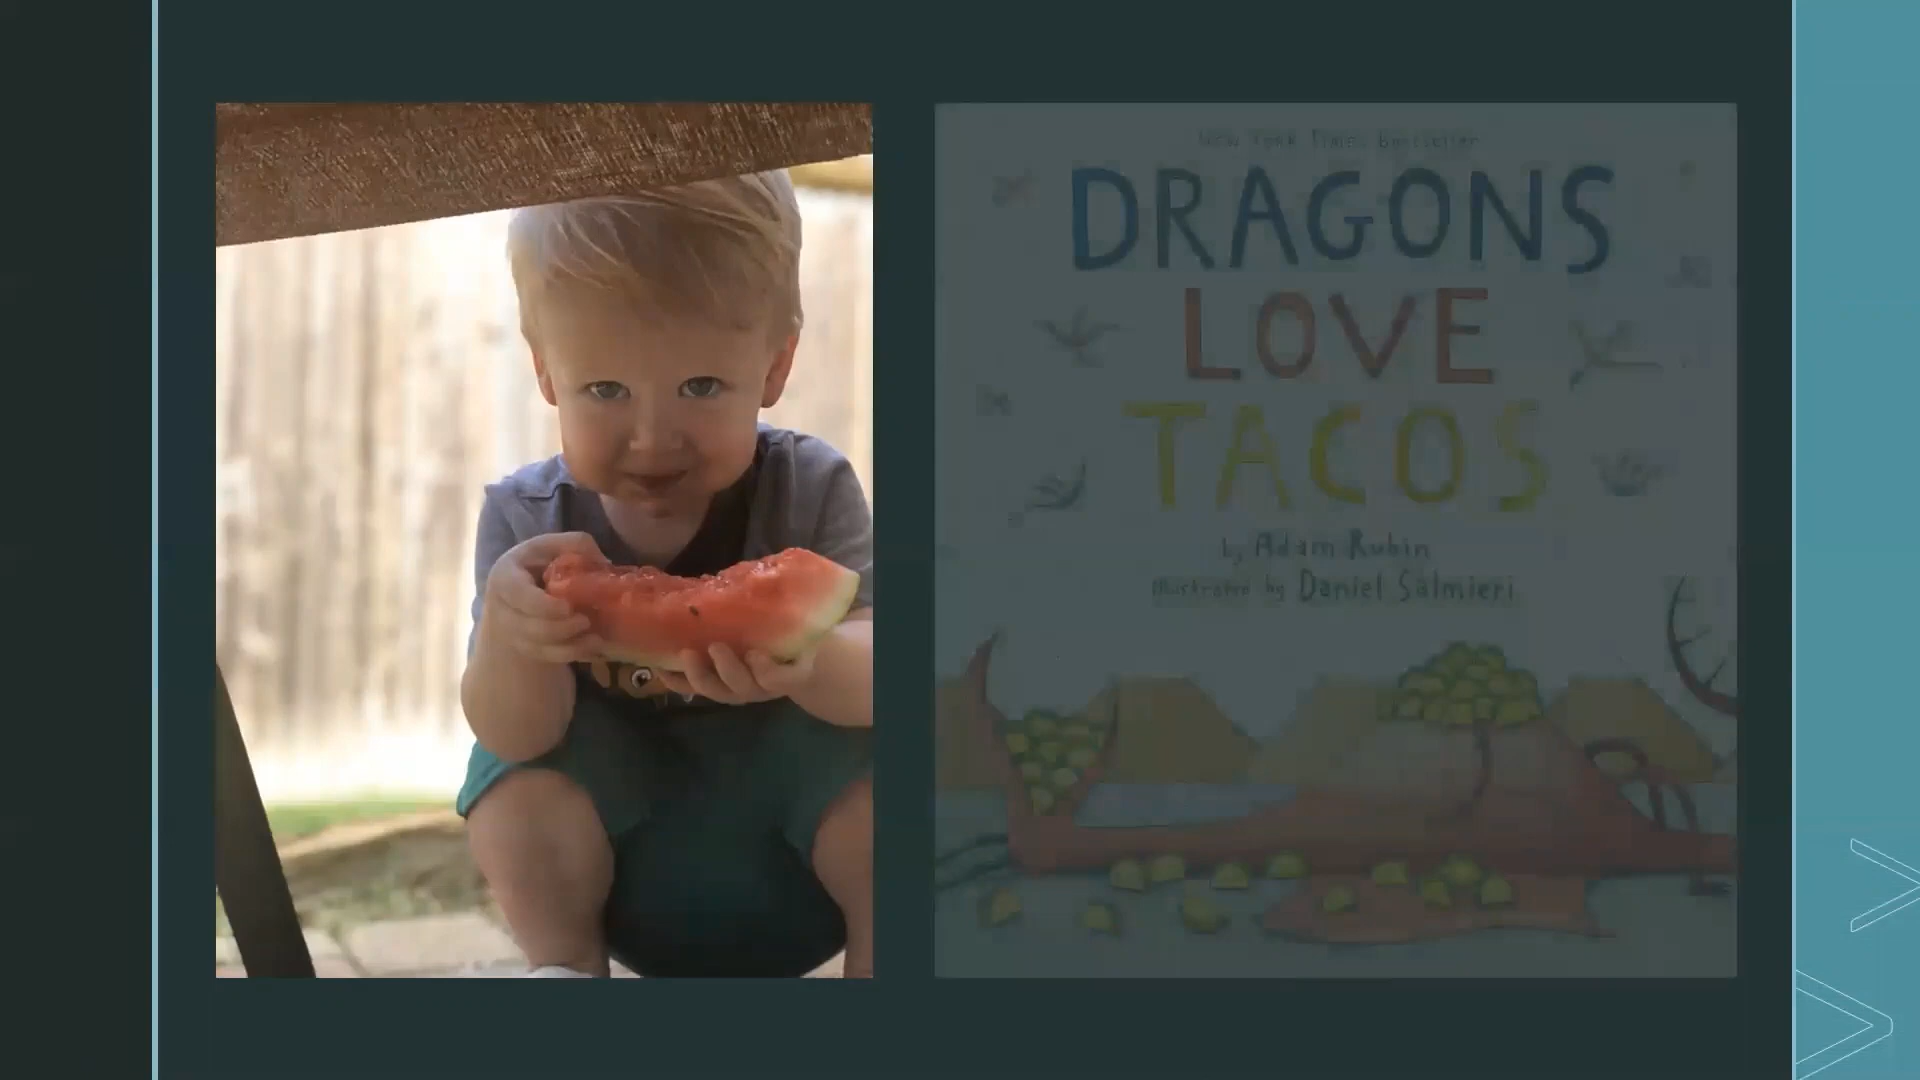 New York Times bestseller
DRAGONS
LOVE
TACOS
by Adam Rubin
illustrated by Daniel Salmieri